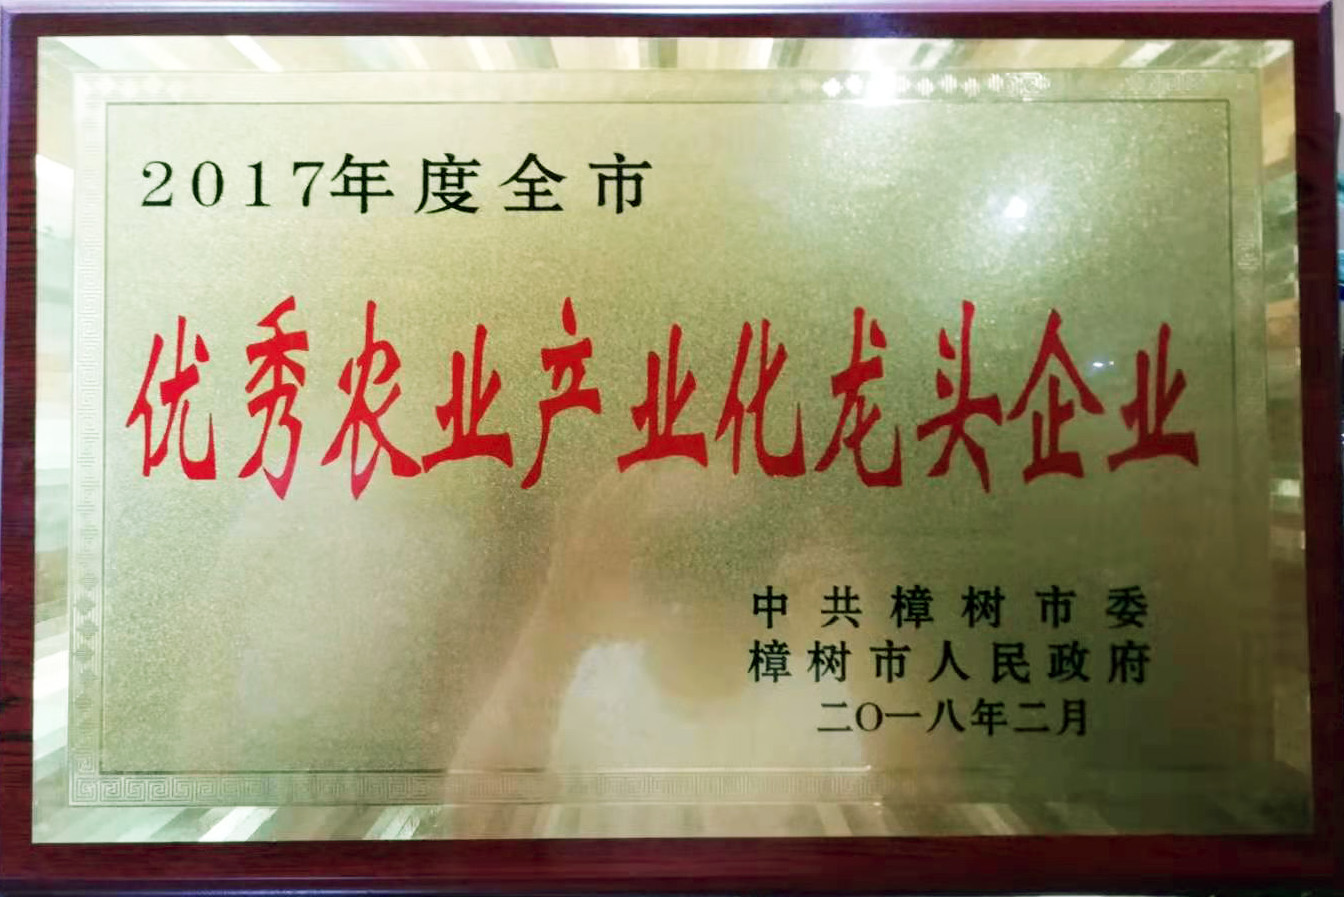 2017年度全市
优秀农业产业化龙头企业
中共樟树市委
樟树市人民政府
二〇一八年二月